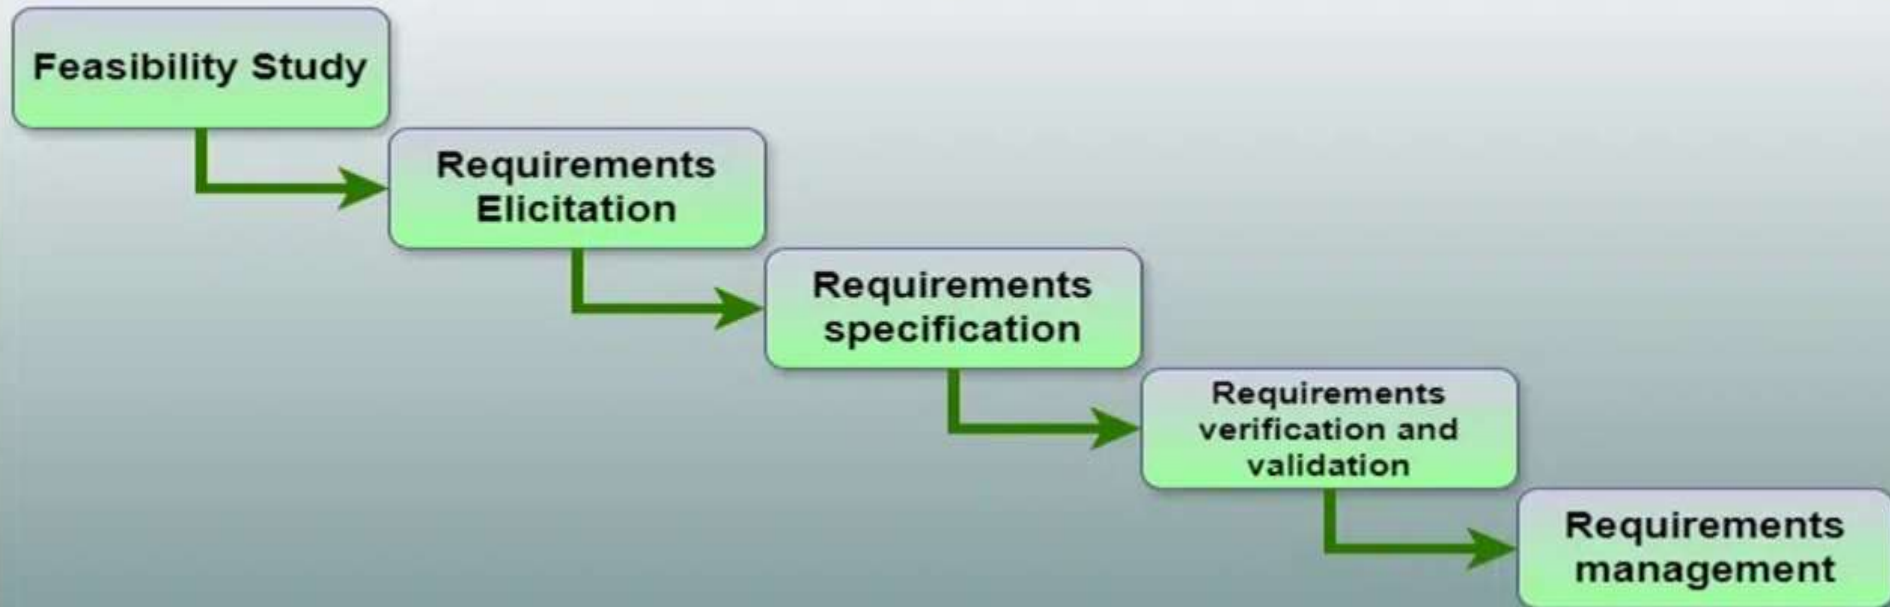 Feasibility Study
Requirements
Elicitation
Requirements
specification
Requirements
verification and
validation
Requirements
management